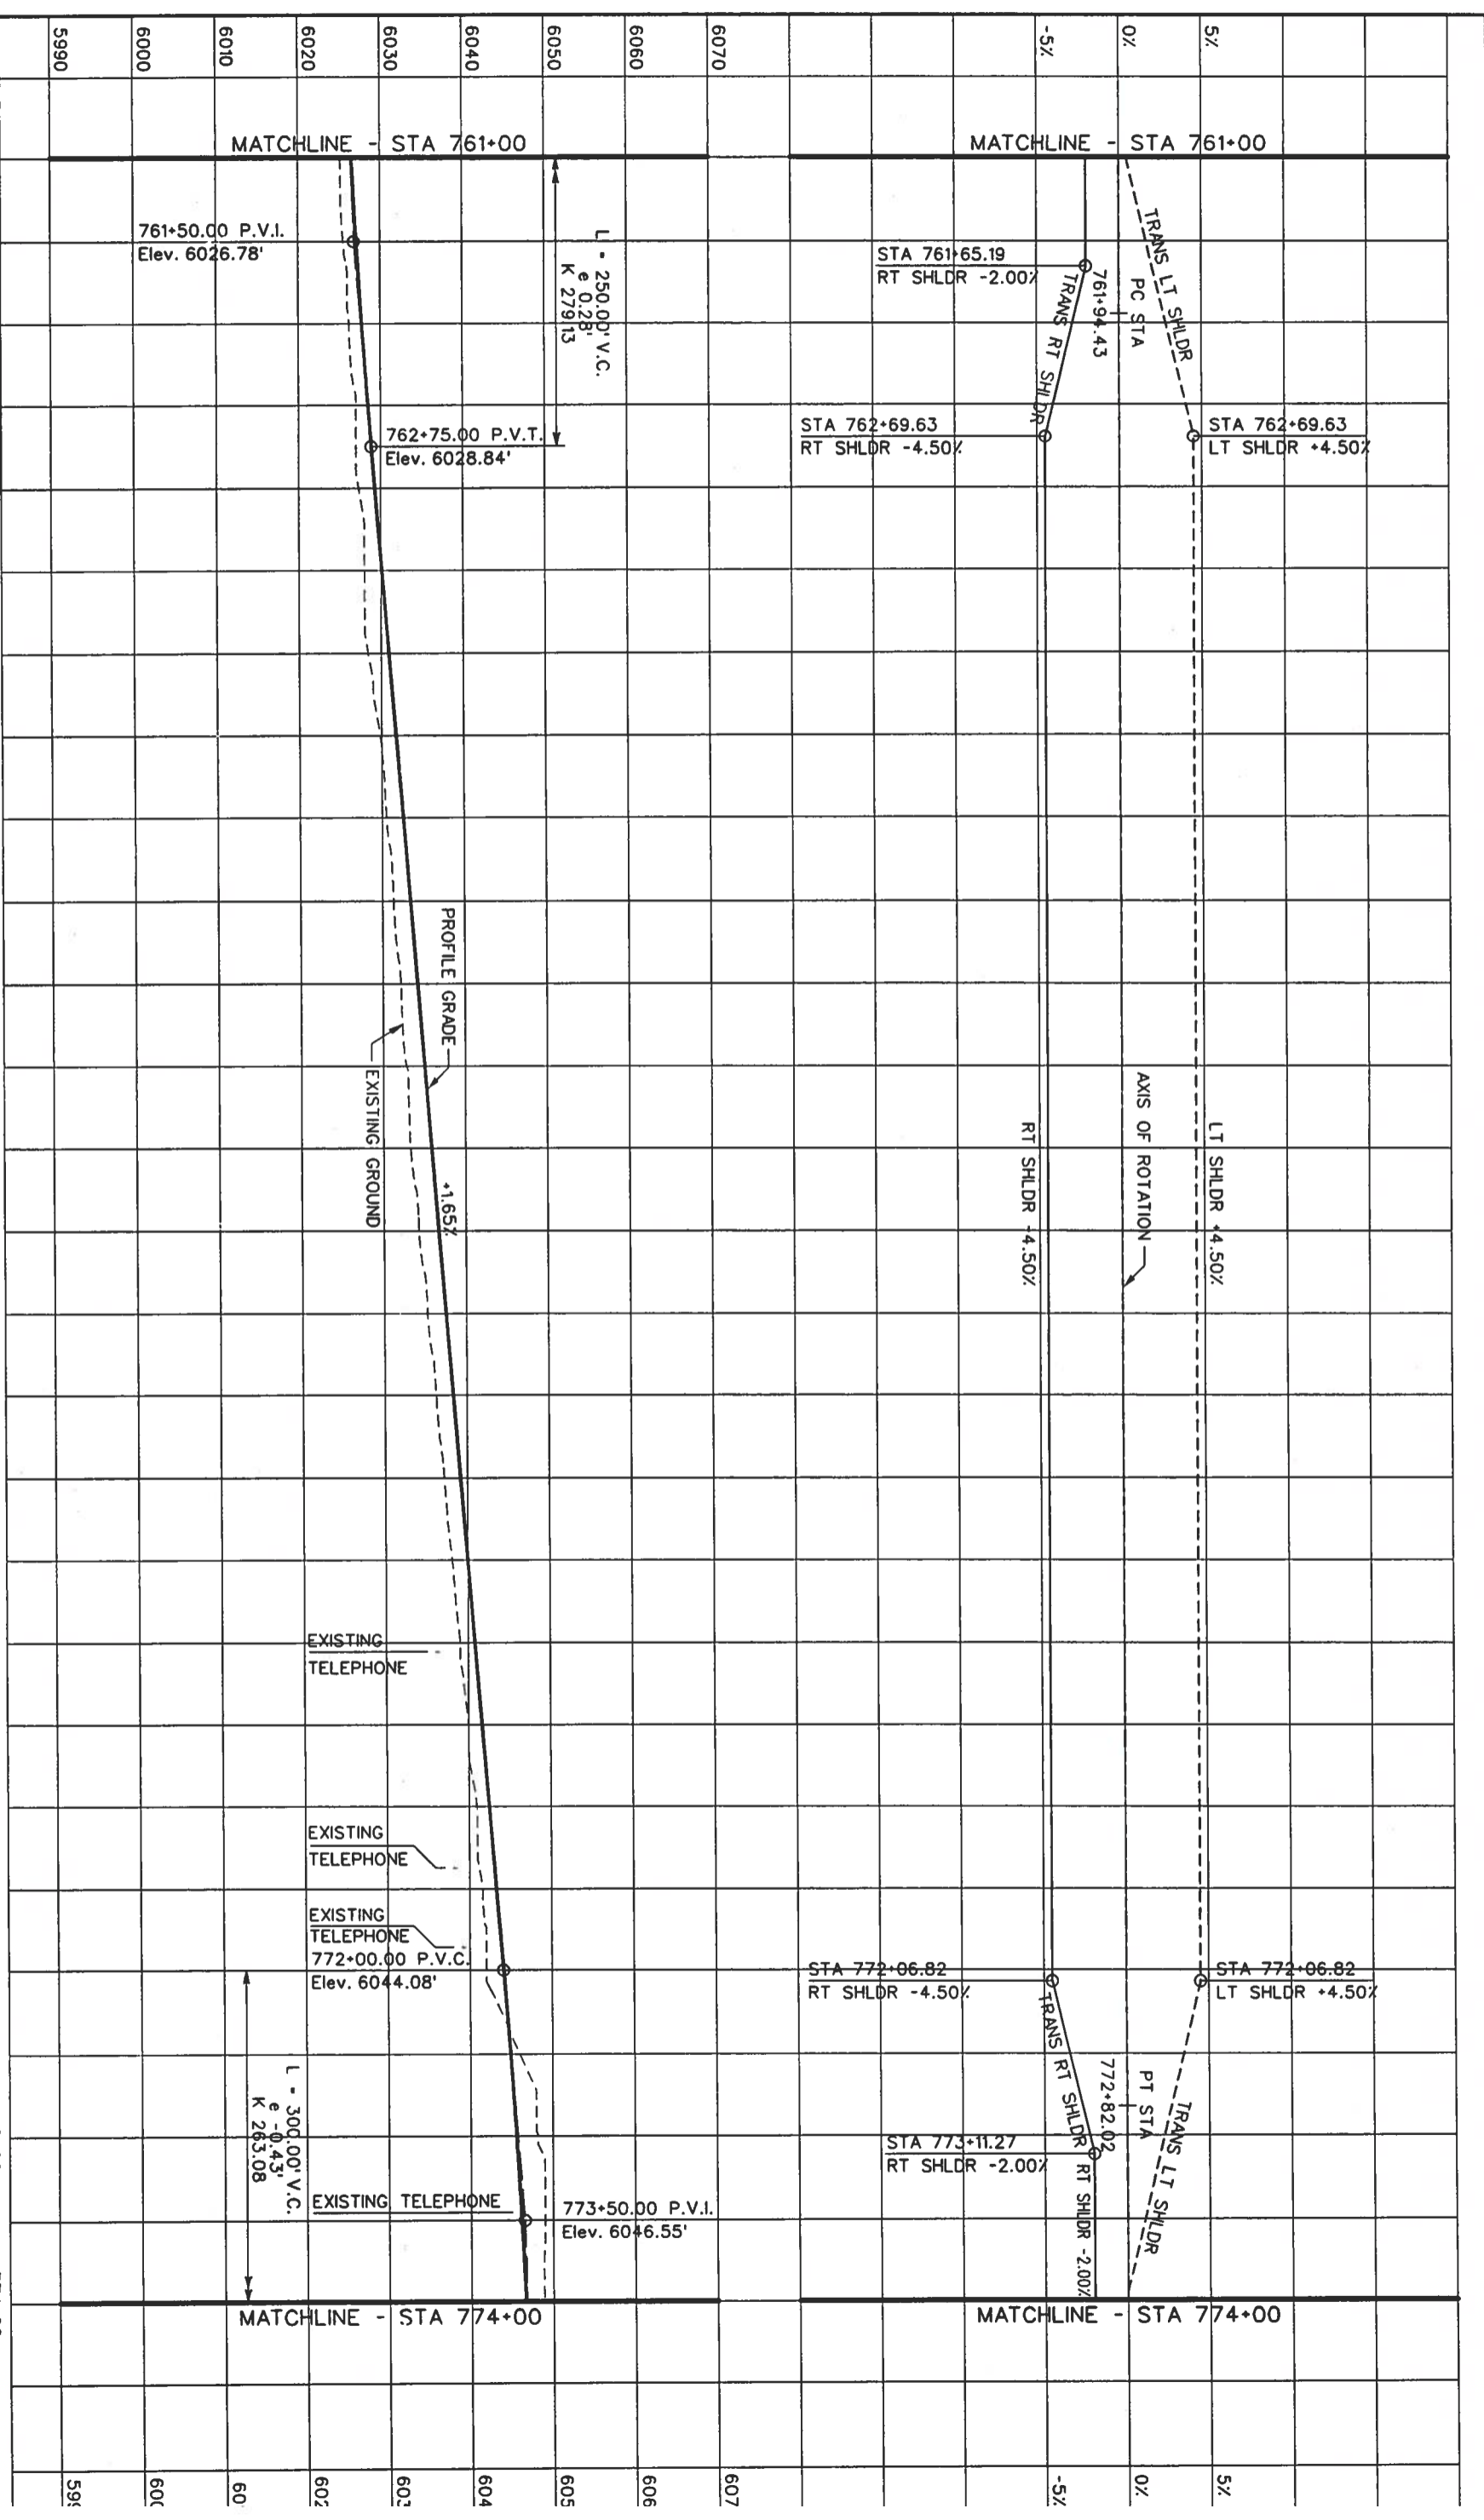 5990
6000
6010
6020
6030
6040
6050
6060
6070
-5%
0%
5%
MATCHLINE - STA 761+00
MATCHLINE - STA 761+00
761+50.00 P.V.I.
Elev. 6026.78'
L = 250.00' V.C.
e 0.28'
K 279.13
762+75.00 P.V.T.
Elev. 6028.84'
STA 761+65.19
RT SHLDR -2.00%
TRANS RT SHLDR
761+94.43
PC STA
TRANS LT SHLDR
STA 762+69.63
RT SHLDR -4.50%
STA 762+69.63
LT SHLDR +4.50%
PROFILE GRADE
EXISTING GROUND
+1.65%
RT SHLDR -4.50%
AXIS OF ROTATION
LT SHLDR +4.50%
EXISTING
TELEPHONE
EXISTING
TELEPHONE
EXISTING
TELEPHONE
772+00.00 P.V.C.
Elev. 6044.08'
L = 300.00' V.C.
e -0.43'
K 263.08
EXISTING TELEPHONE
773+50.00 P.V.I.
Elev. 6046.55'
STA 772+06.82
RT SHLDR -4.50%
STA 772+06.82
LT SHLDR +4.50%
TRANS RT SHLDR
772+82.02
PT STA
TRANS LT SHLDR
STA 773+11.27
RT SHLDR -2.00%
RT SHLDR -2.00%
MATCHLINE - STA 774+00
MATCHLINE - STA 774+00
-5%
0%
5%